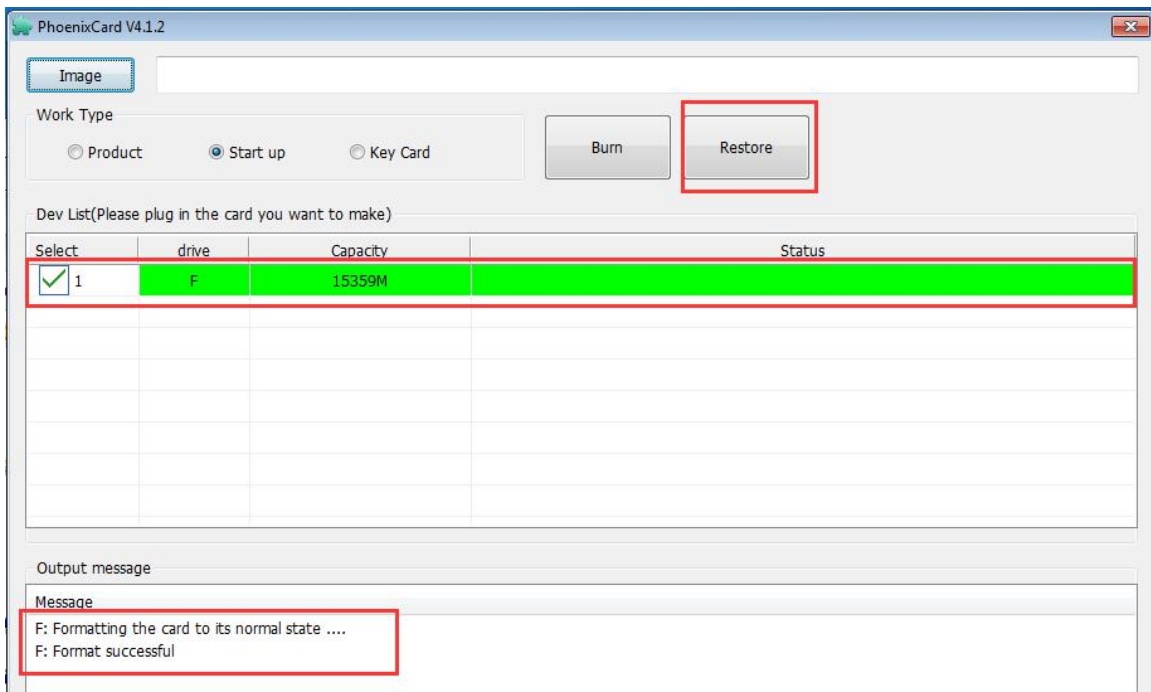 PhoenixCard V4.1.2
Image
Work Type
Product Start up Key Card
Burn Restore
Dev List(Please plug in the card you want to make)
Select drive Capacity Status
1 F 15359M
Output message
Message
F: Formatting the card to its normal state ....
F: Format successful